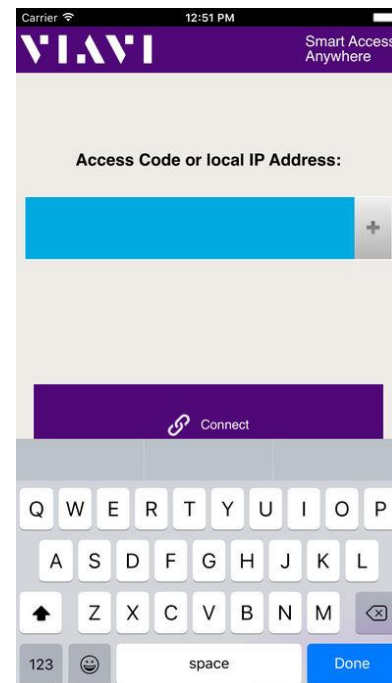 Carrier 12:51 PM
VIAVI
Smart Access
Anywhere
Access Code or local IP Address:
+
Connect
Q W E R T Y U I O P
A S D F G H J K L
Z X C V B N M
123 space Done